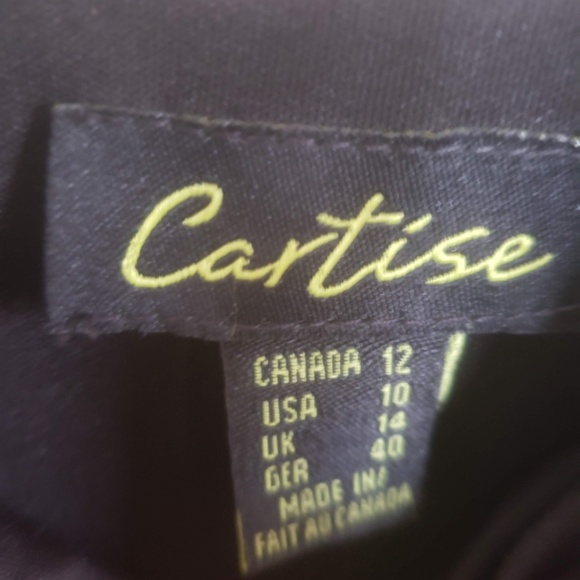 Cartise
CANADA 12
USA 10
UK 14
GER 40
MADE IN/
FAIT AU CANADA